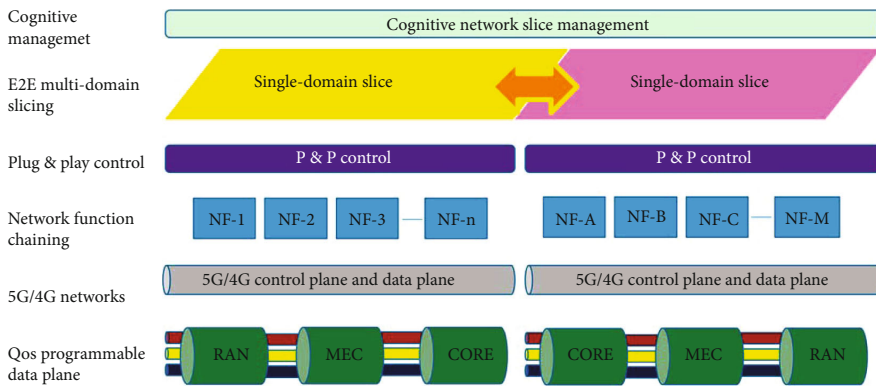 Cognitive
managemet
Cognitive network slice management
E2E multi-domain
slicing
Single-domain slice
Single-domain slice
Plug & play control
P & P control
P & P control
Network function
chaining
NF-1
NF-2
NF-3
NF-n
NF-A
NF-B
NF-C
NF-M
5G/4G networks
5G/4G control plane and data plane
5G/4G control plane and data plane
Qos programmable
data plane
RAN
MEC
CORE
CORE
MEC
RAN